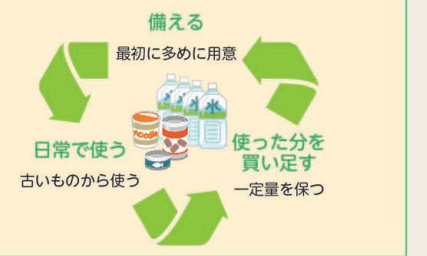 備える
最初に多めに用意
水
noodle
日常で使う
古いものから使う
使った分を
買い足す
一定量を保つ